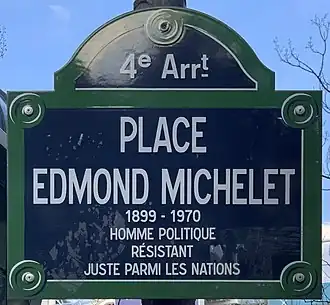 4e Arrt
PLACE
EDMOND MICHELET
1899 - 1970
HOMME POLITIQUE
RÉSISTANT
JUSTE PARMI LES NATIONS